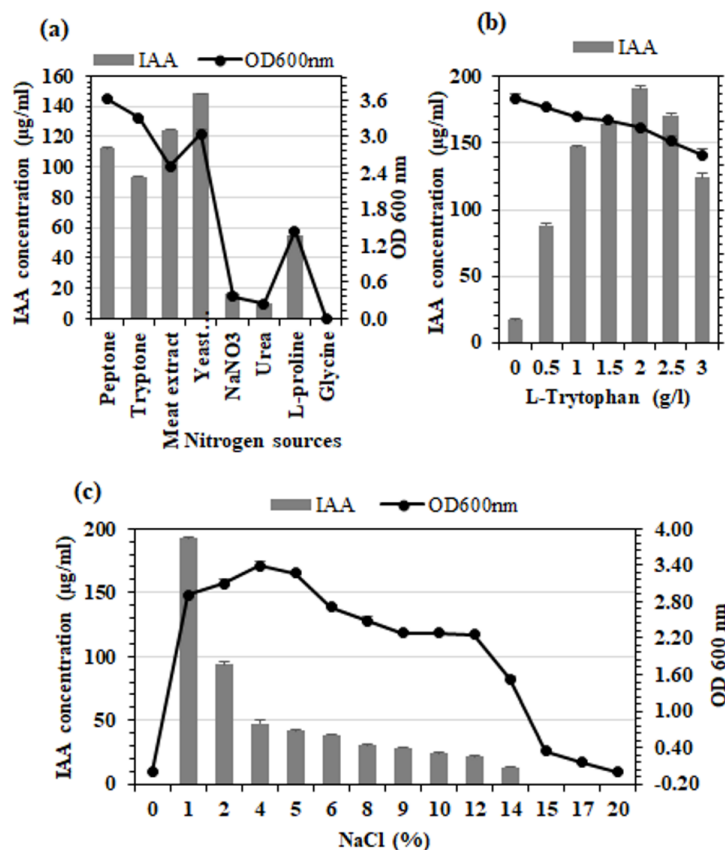 (a)
IAA OD600nm
IAA concentration (µg/ml)
160
140
120
100
80
60
40
20
0
3.6
3.0
2.4
1.8
1.2
0.6
0.0
OD 600 nm
Peptone
Tryptone
Meat extract
Yeast...
NaNO3
Urea
L-proline
Glycine
Nitrogen sources
(b)
IAA
IAA concentration (µg/ml)
200
150
100
50
0
0 0.5 1 1.5 2 2.5 3
L-Trytophan (g/l)
(c)
IAA OD600nm
IAA concentration (µg/ml)
200
150
100
50
0
4.00
3.40
2.80
2.20
1.60
1.00
0.40
-0.20
OD 600 nm
0 1 2 4 5 6 8 9 10 12 14 15 17 20
NaCl (%)